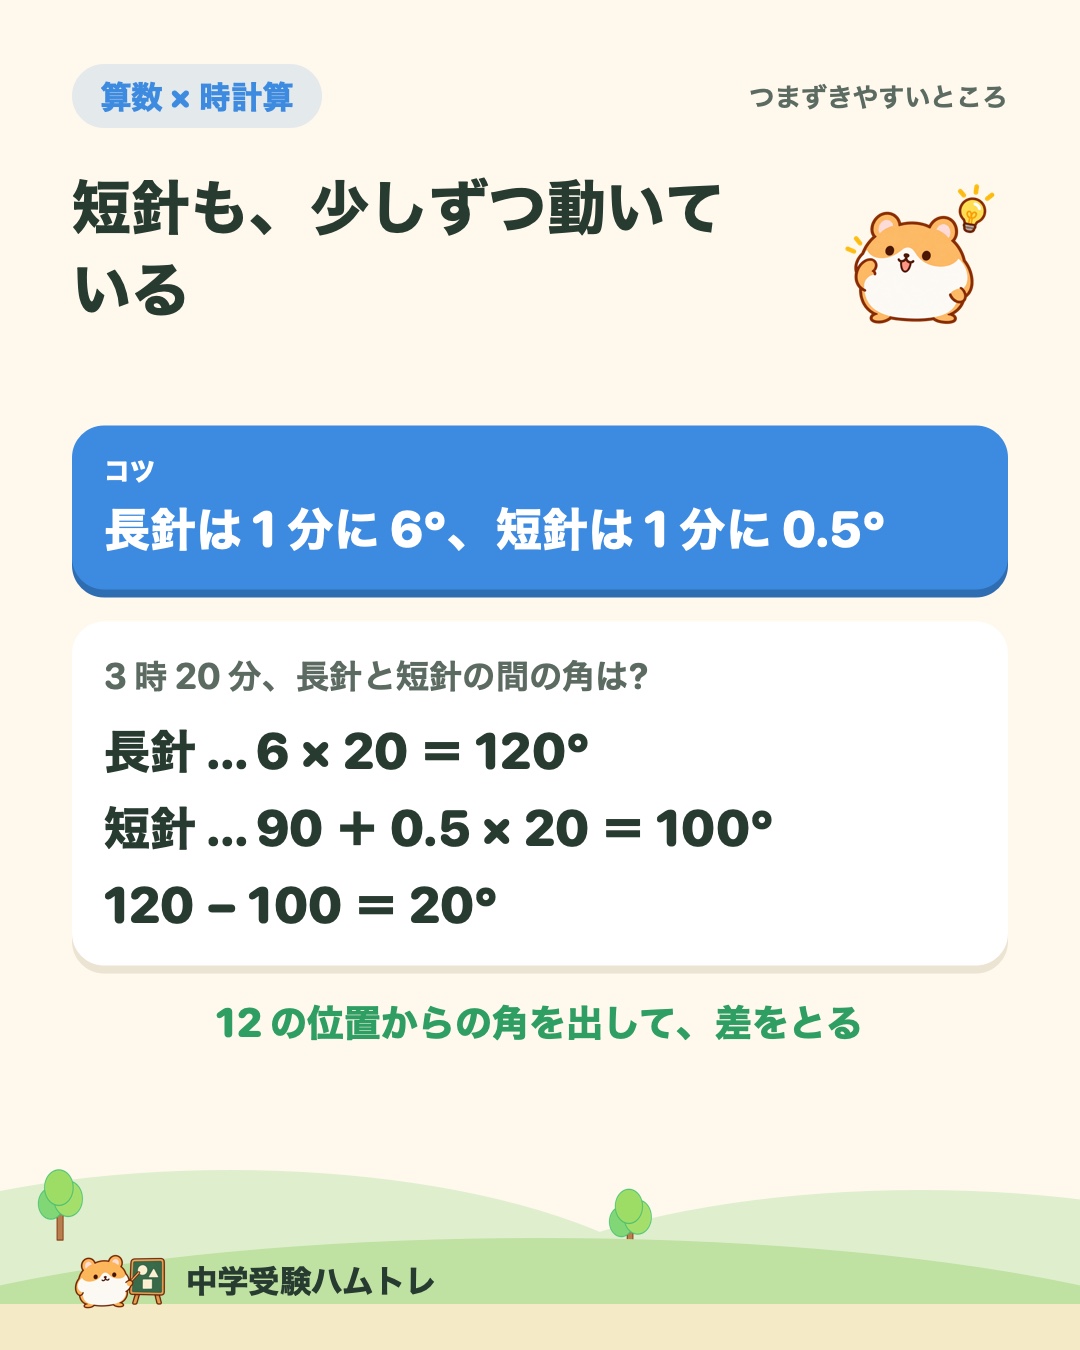 算数 × 時計算
つまずきやすいところ
短針も、少しずつ動いて
いる
コツ
長針は 1 分に 6°、短針は 1 分に 0.5°
3 時 20 分、長針と短針の間の角は?
長針 … 6 × 20 = 120°
短針 … 90 + 0.5 × 20 = 100°
120 − 100 = 20°
12 の位置からの角を出して、差をとる
中学受験ハムトレ